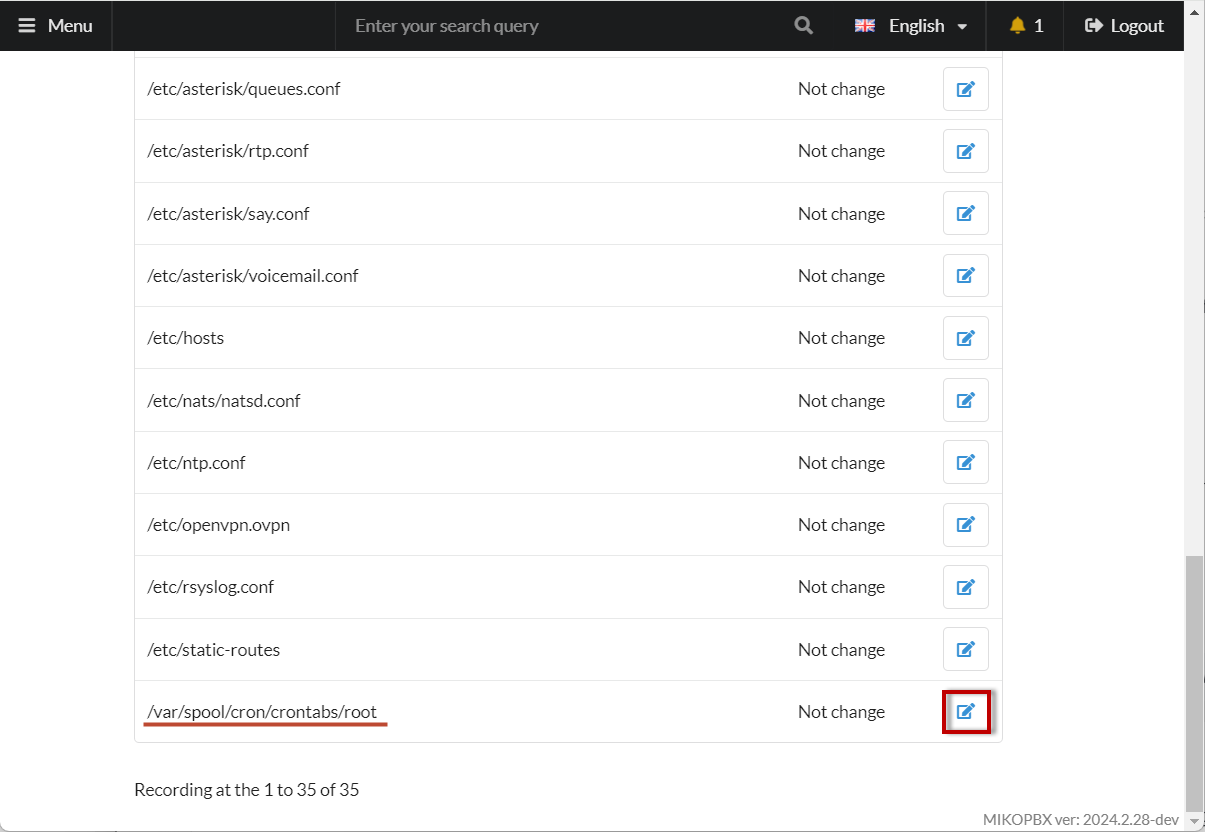 Menu
Enter your search query
English
1
Logout
/etc/asterisk/queues.conf Not change
/etc/asterisk/rtp.conf Not change
/etc/asterisk/say.conf Not change
/etc/asterisk/voicemail.conf Not change
/etc/hosts Not change
/etc/nats/natsd.conf Not change
/etc/ntp.conf Not change
/etc/openvpn.ovpn Not change
/etc/rsyslog.conf Not change
/etc/static-routes Not change
/var/spool/cron/crontabs/root Not change
Recording at the 1 to 35 of 35
MIKOPBX ver: 2024.2.28-dev